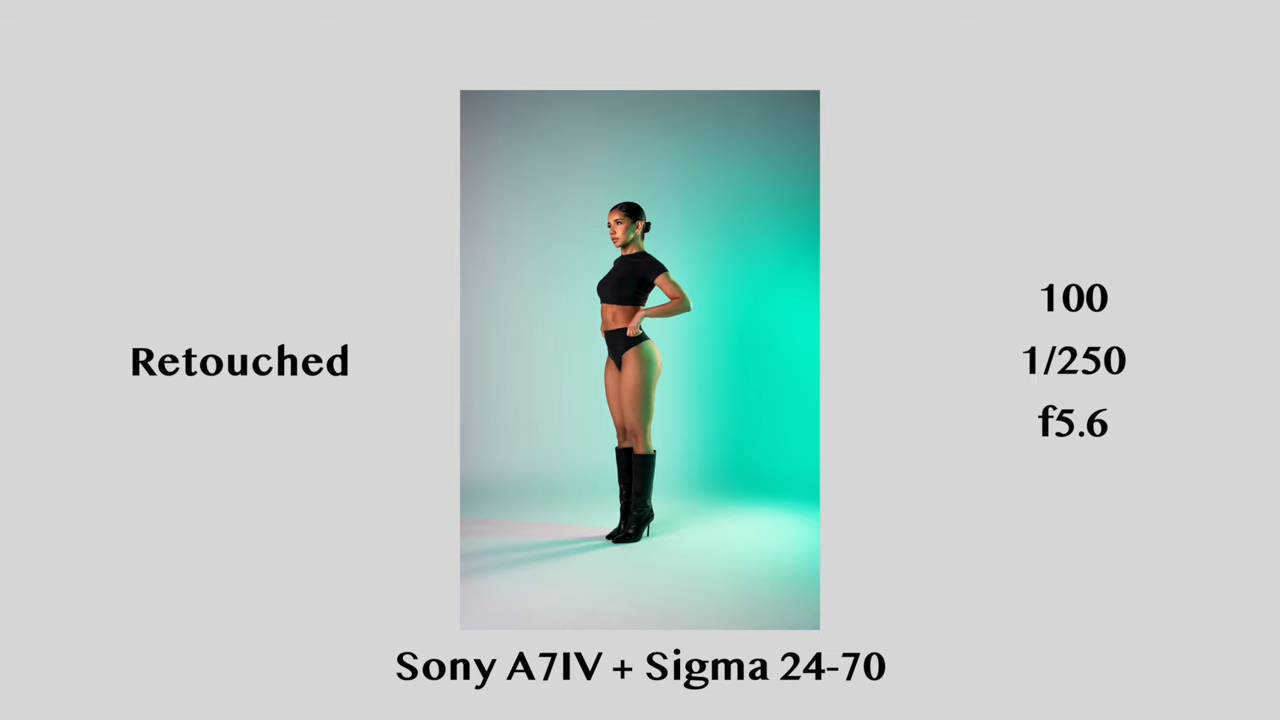 Retouched
100
1/250
f5.6
Sony A7IV + Sigma 24-70